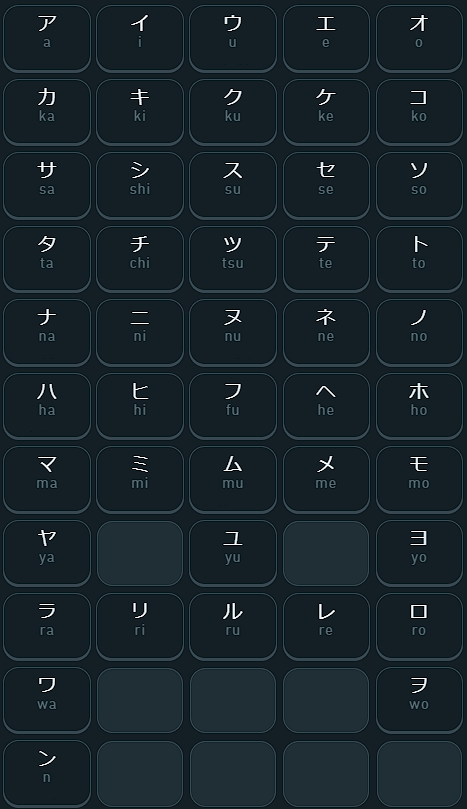 ア イ ウ エ オ
a i u e o
カ キ ク ケ コ
ka ki ku ke ko
サ シ ス セ ソ
sa shi su se so
タ チ ツ テ ト
ta chi tsu te to
ナ ニ ヌ ネ ノ
na ni nu ne no
ハ ヒ フ ヘ ホ
ha hi fu he ho
マ ミ ム メ モ
ma mi mu me mo
ヤ ユ ヨ
ya yu yo
ラ リ ル レ ロ
ra ri ru re ro
ワ ヲ
wa wo
ン
n